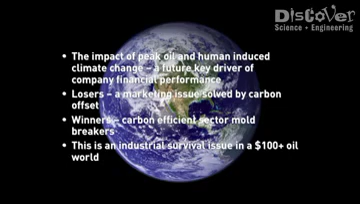 DISCOVER
Science + Engineering
• The impact of peak oil and human induced
climate change – a future key driver of
company financial performance
• Losers – a marketing issue solved by carbon
offset
• Winners – carbon efficient sector mold
breakers
• This is an industrial survival issue in a $100+ oil
world